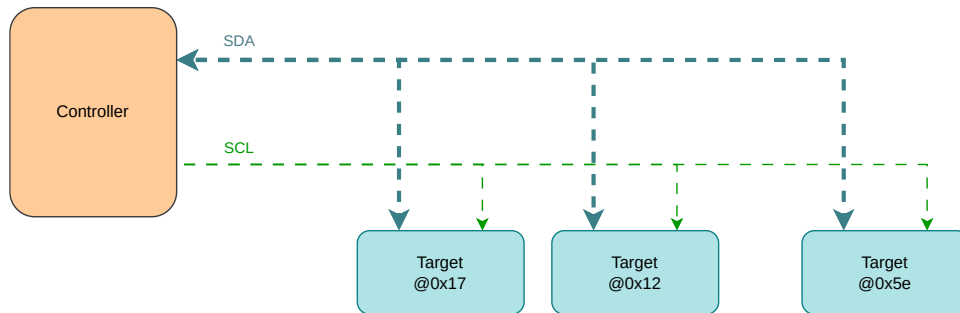 SDA
Controller
SCL
Target
@0x17
Target
@0x12
Target
@0x5e